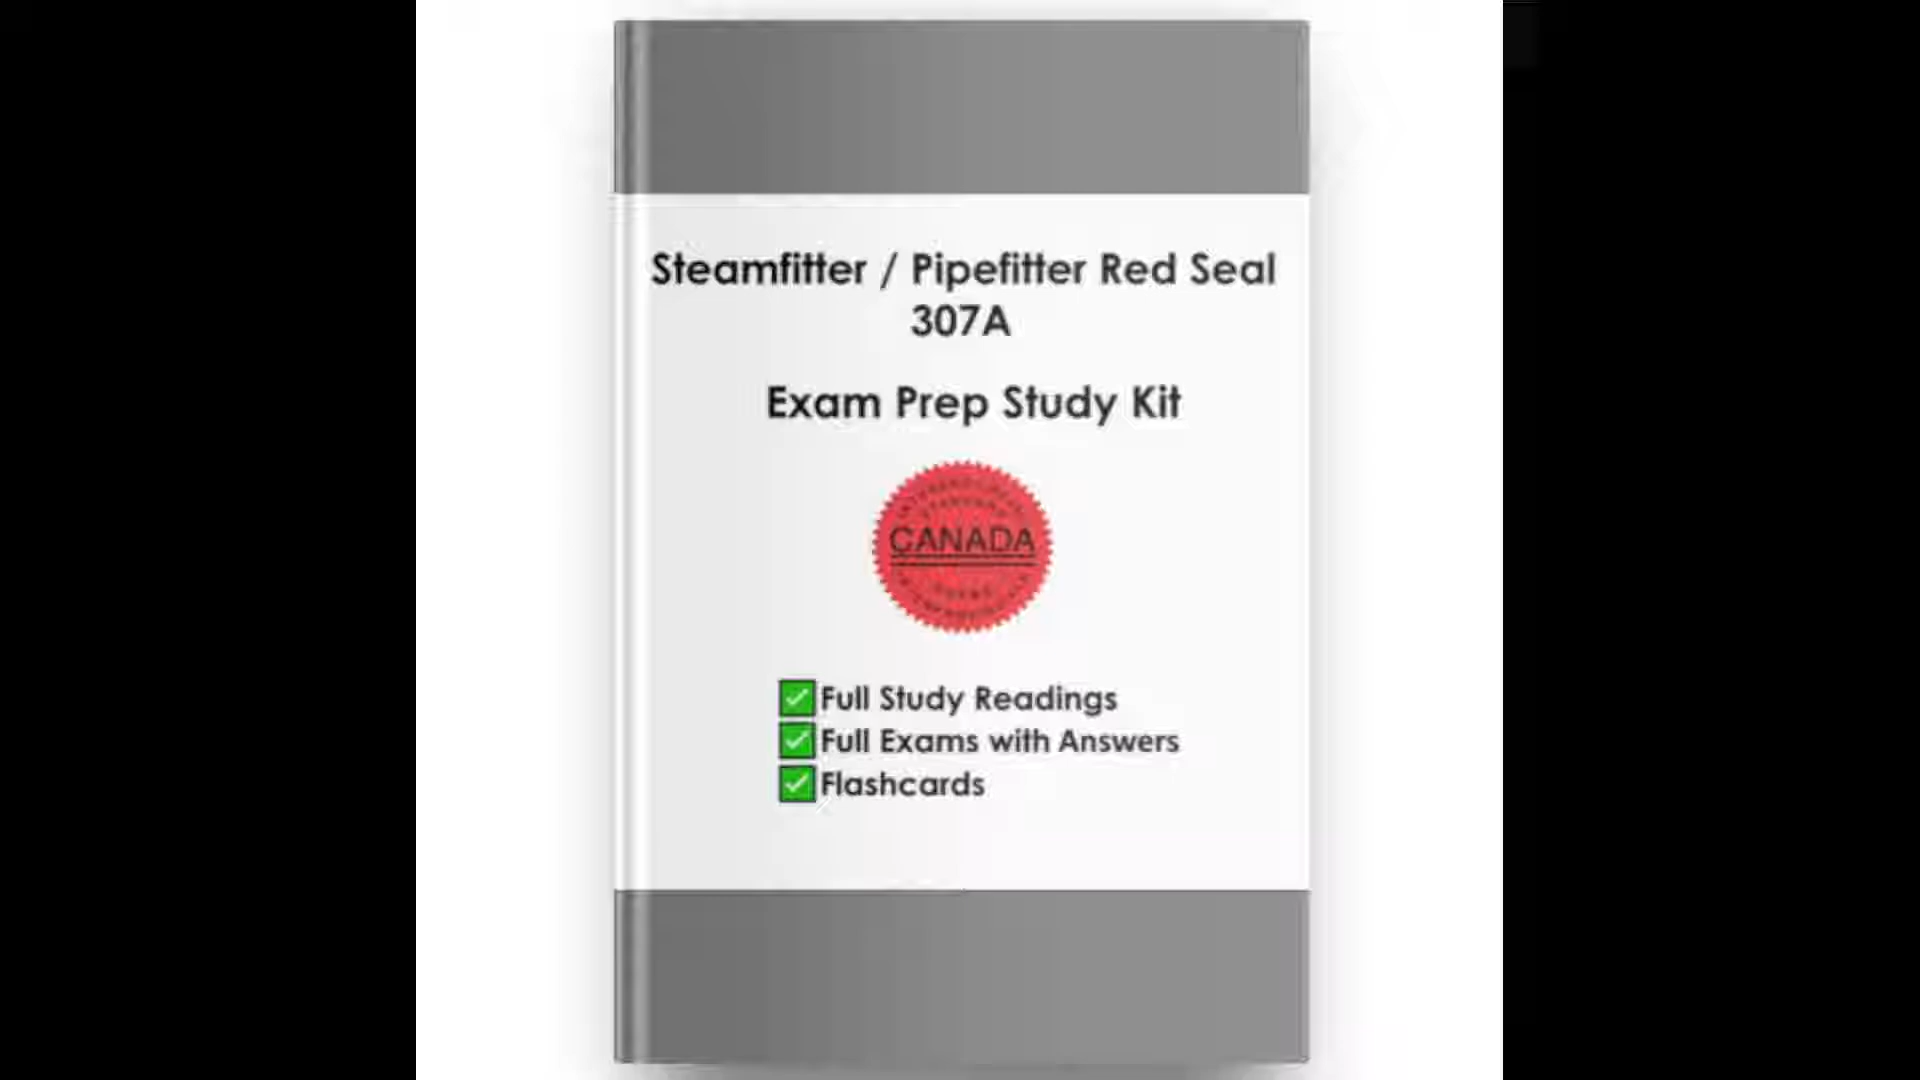 Steamfitter / Pipefitter Red Seal
307A
Exam Prep Study Kit
CANADA
Full Study Readings
Full Exams with Answers
Flashcards